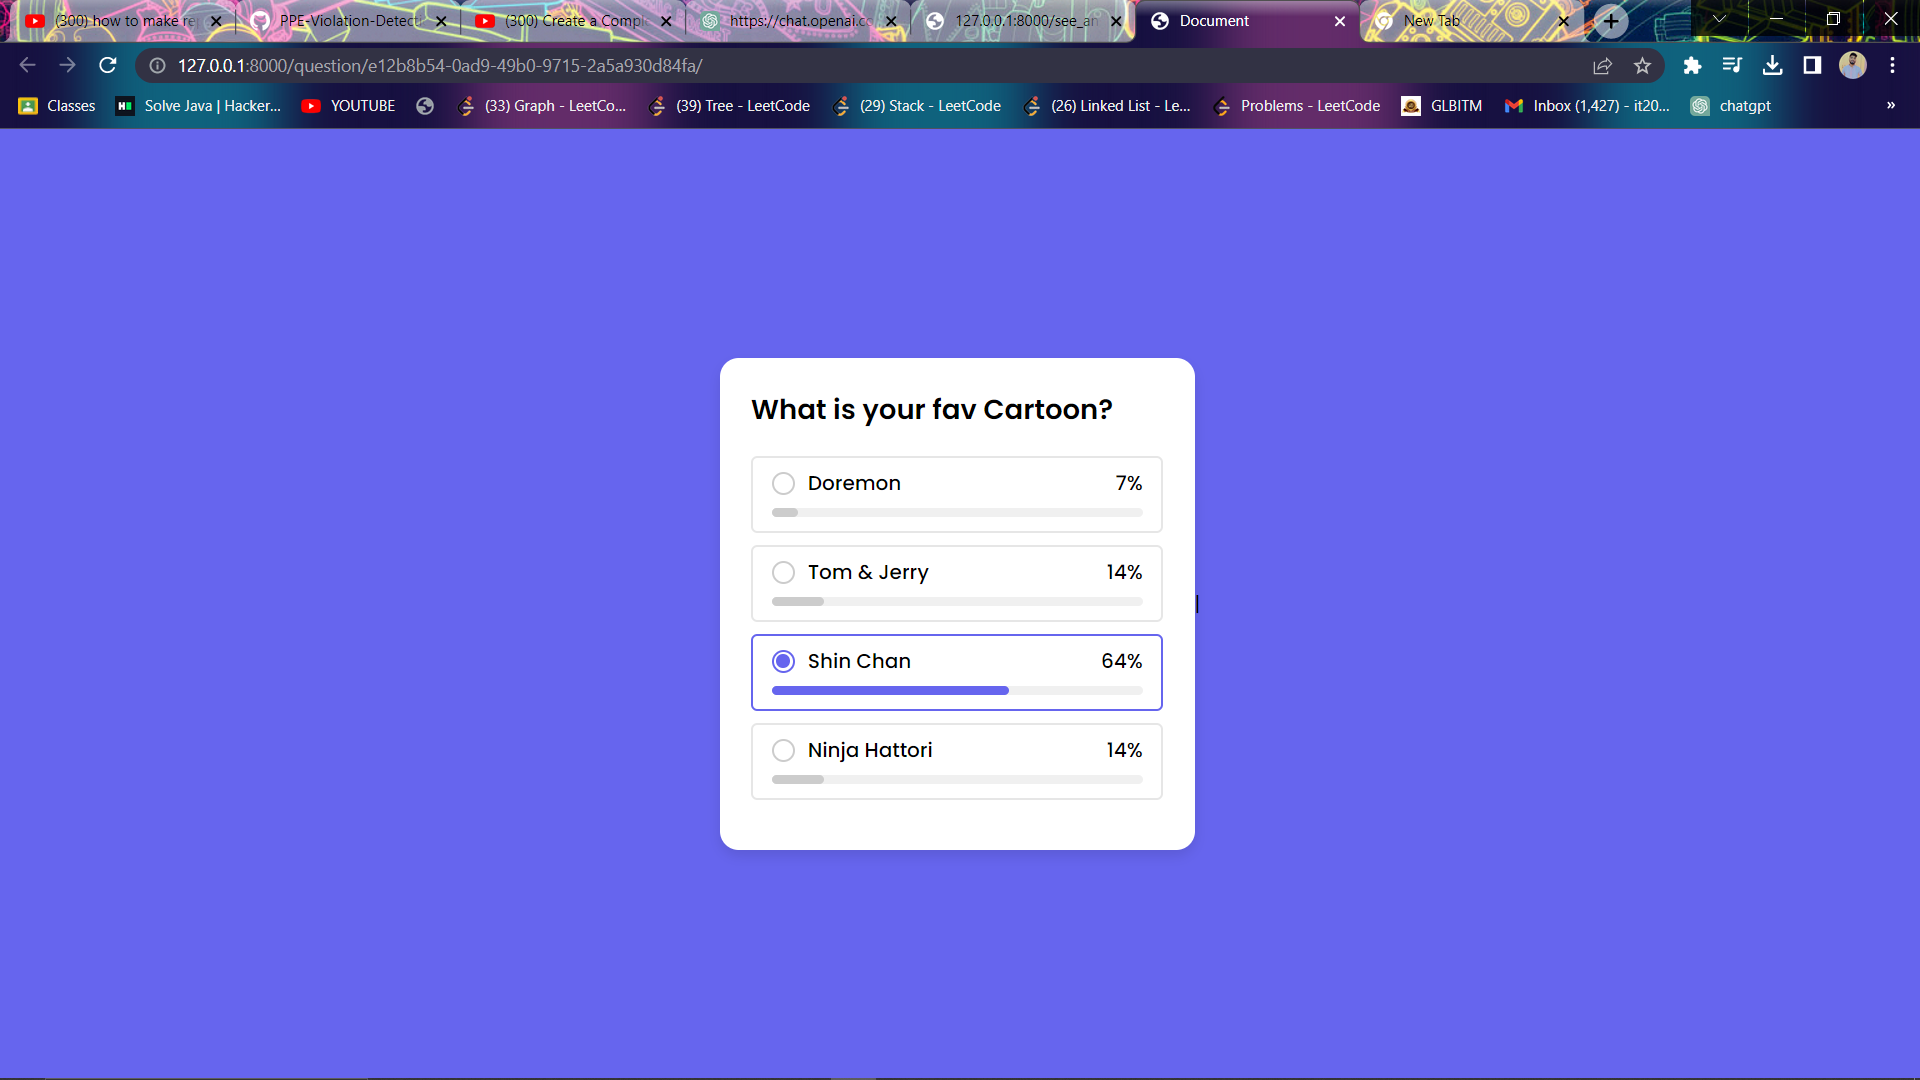 (300) how to make re
PPE-Violation-Detecti
(300) Create a Compl
https://chat.openai.co
127.0.0.1:8000/see_an
Document
New Tab
127.0.0.1:8000/question/e12b8b54-0ad9-49b0-9715-2a5a930d84fa/
Classes
Solve Java | Hacker...
YOUTUBE
(33) Graph - LeetCo...
(39) Tree - LeetCode
(29) Stack - LeetCode
(26) Linked List - Le...
Problems - LeetCode
GLBITM
Inbox (1,427) - it20...
chatgpt
»
What is your fav Cartoon?
Doremon 7%
Tom & Jerry 14%
Shin Chan 64%
Ninja Hattori 14%